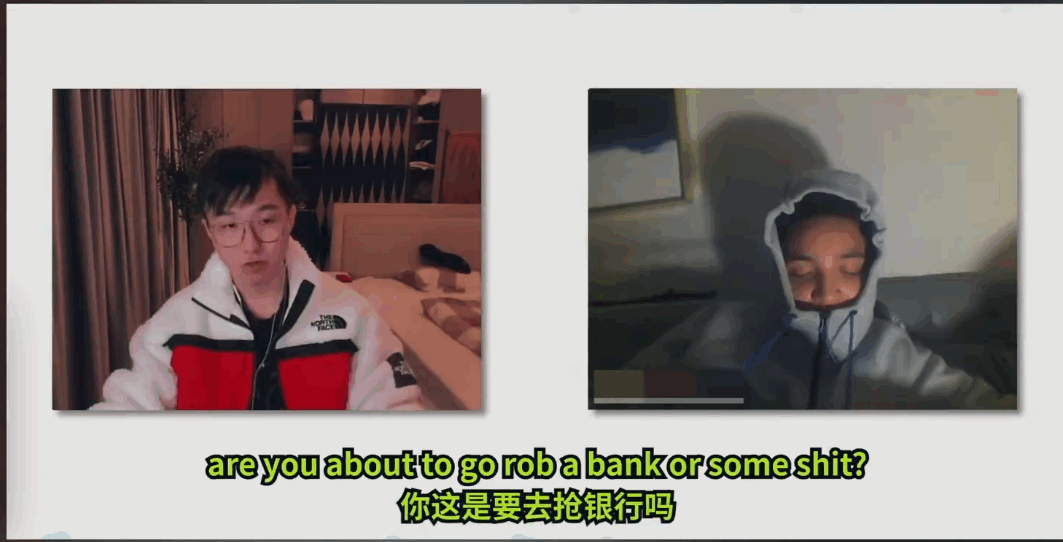 THE
NORTH
FACE
are you about to go rob a bank or some shit?
你这是要去抢银行吗